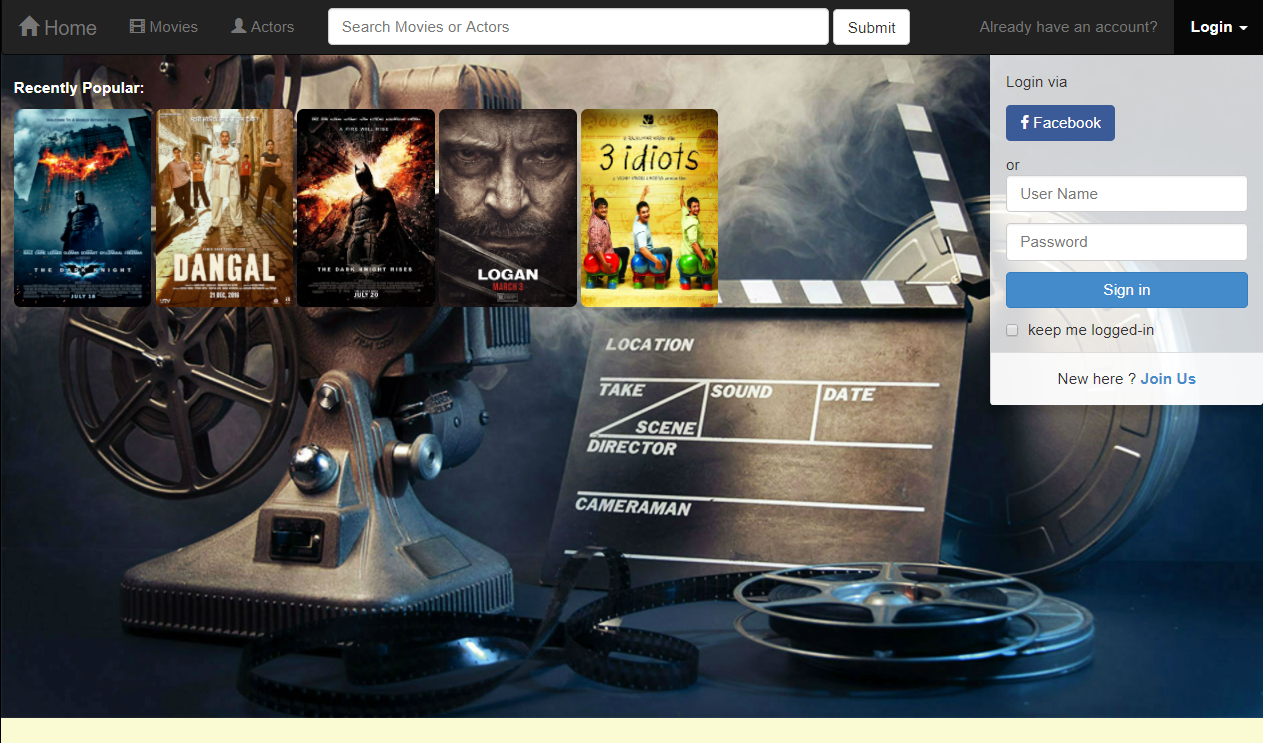 Home Movies Actors Search Movies or Actors Submit Already have an account? Login
Recently Popular:
THE DARK KNIGHT
JULY 18
DANGAL
21 DEC, 2016
A FIRE WILL RISE
THE DARK KNIGHT RISES
JULY 20
LOGAN
MARCH 3
3 idiots
Login via
f Facebook
or
User Name
Password
Sign in
keep me logged-in
New here ? Join Us
LOCATION
TAKE SOUND DATE
SCENE
DIRECTOR
CAMERAMAN